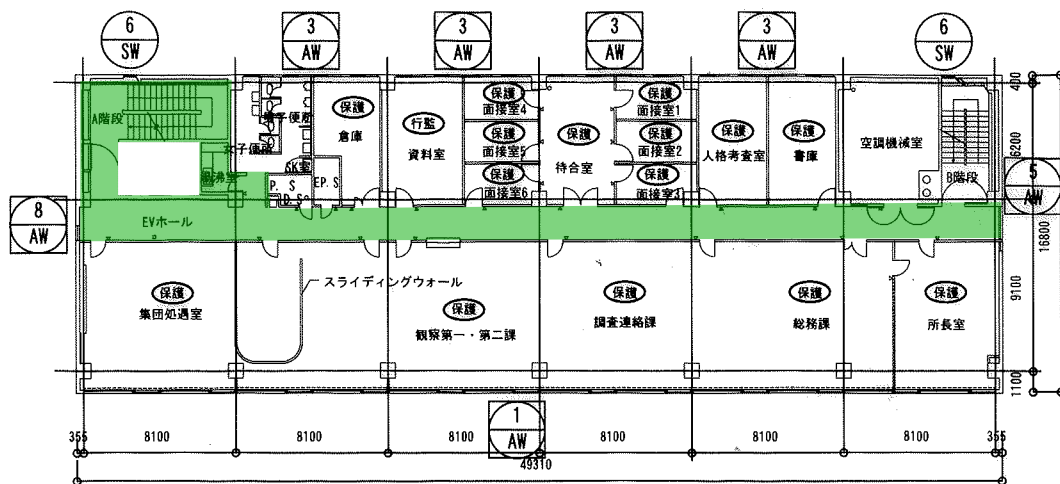 6
SW
3
AW
3
AW
3
AW
3
AW
6
SW
400
A階段
女子便所
保護
倉庫
行監
資料室
保護
面接室4
保護
面接室5
保護
面接室6
保護
待合室
保護
面接室1
保護
面接室2
保護
面接室3
保護
人格考査室
保護
書庫
空調機械室
B階段
6200
SK室
P.S
D.S
EP.S
5
AW
8
AW
EVホール
16800
スライディングウォール
保護
集団処遇室
保護
観察第一・第二課
保護
調査連絡課
保護
総務課
保護
所長室
9100
1100
1
AW
355
8100
8100
8100
8100
8100
8100
355
49310